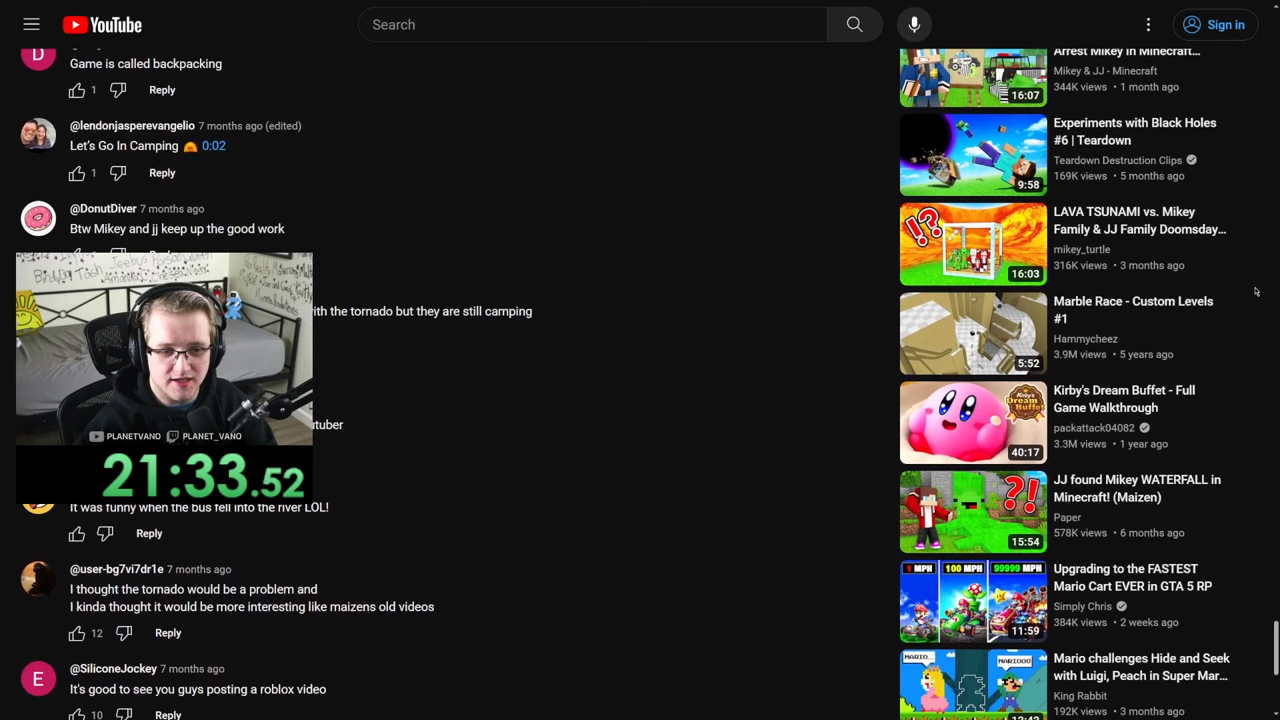 YouTube
Search
Sign in
D
Game is called backpacking
1
Reply
@lendonjasperevangelio 7 months ago (edited)
Let's Go In Camping 0:02
1
Reply
@DonutDiver 7 months ago
Btw Mikey and jj keep up the good work
ith the tornado but they are still camping
utuber
PLANETVANO PLANET_VANO
21:33.52
It was funny when the bus fell into the river LOL!
Reply
@user-bg7vi7dr1e 7 months ago
I thought the tornado would be a problem and
I kinda thought it would be more interesting like maizens old videos
12
Reply
E
@SiliconeJockey 7 months ago
It's good to see you guys posting a roblox video
10
Reply
16:07
Arrest Mikey in Minecraft...
Mikey & JJ - Minecraft
344K views • 1 month ago
9:58
Experiments with Black Holes
#6 | Teardown
Teardown Destruction Clips
169K views • 5 months ago
!?
16:03
LAVA TSUNAMI vs. Mikey
Family & JJ Family Doomsday...
mikey_turtle
316K views • 3 months ago
5:52
Marble Race - Custom Levels
#1
Hammycheez
3.9M views • 5 years ago
Kirby's
Dream Buffet
40:17
Kirby's Dream Buffet - Full
Game Walkthrough
packattack04082
3.3M views • 1 year ago
?!
15:54
JJ found Mikey WATERFALL in
Minecraft! (Maizen)
Paper
578K views • 6 months ago
1 MPH 100 MPH 99999 MPH
11:59
Upgrading to the FASTEST
Mario Cart EVER in GTA 5 RP
Simply Chris
384K views • 2 weeks ago
MARIO...
MARIOOO
Mario challenges Hide and Seek
with Luigi, Peach in Super Mar...
King Rabbit
192K views • 3 months ago